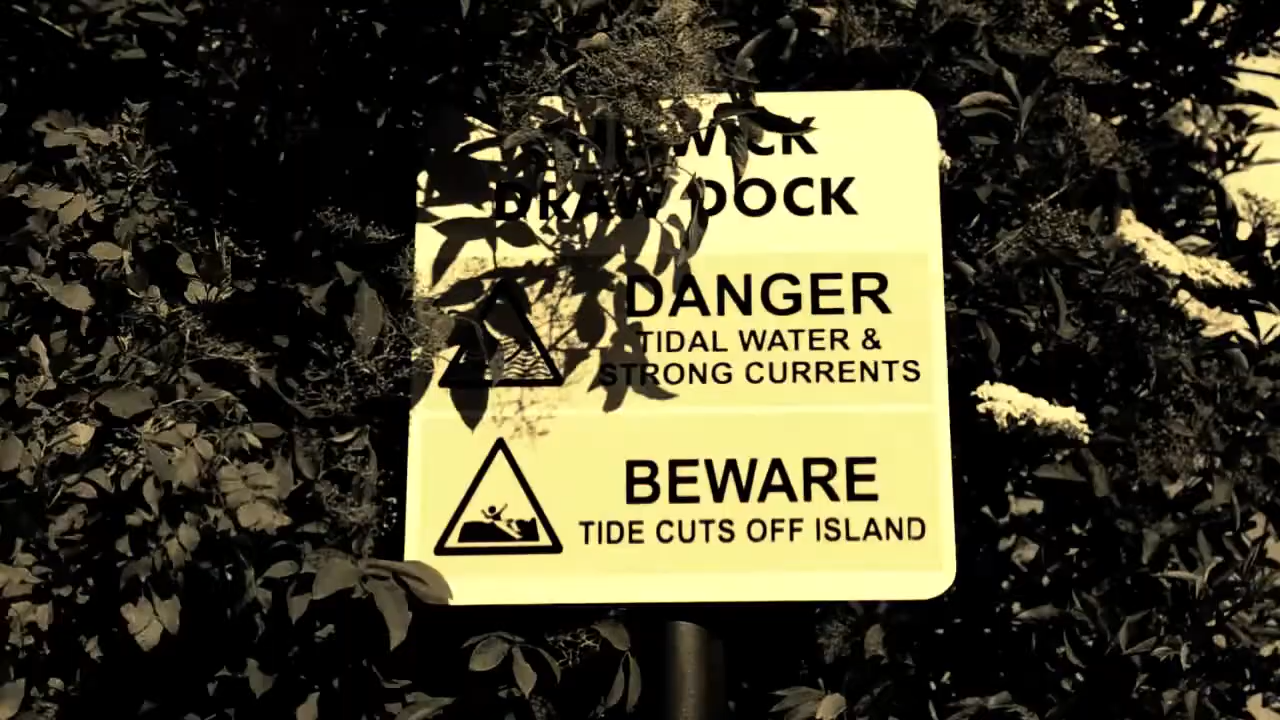 DRAW DOCK
DANGER
TIDAL WATER &
STRONG CURRENTS
BEWARE
TIDE CUTS OFF ISLAND